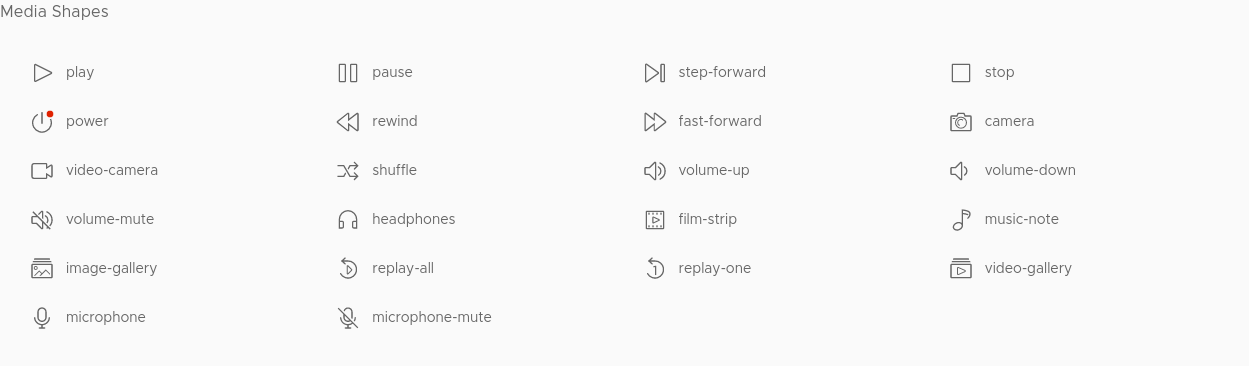 Media Shapes
play pause step-forward stop
power rewind fast-forward camera
video-camera shuffle volume-up volume-down
volume-mute headphones film-strip music-note
image-gallery replay-all replay-one video-gallery
microphone microphone-mute